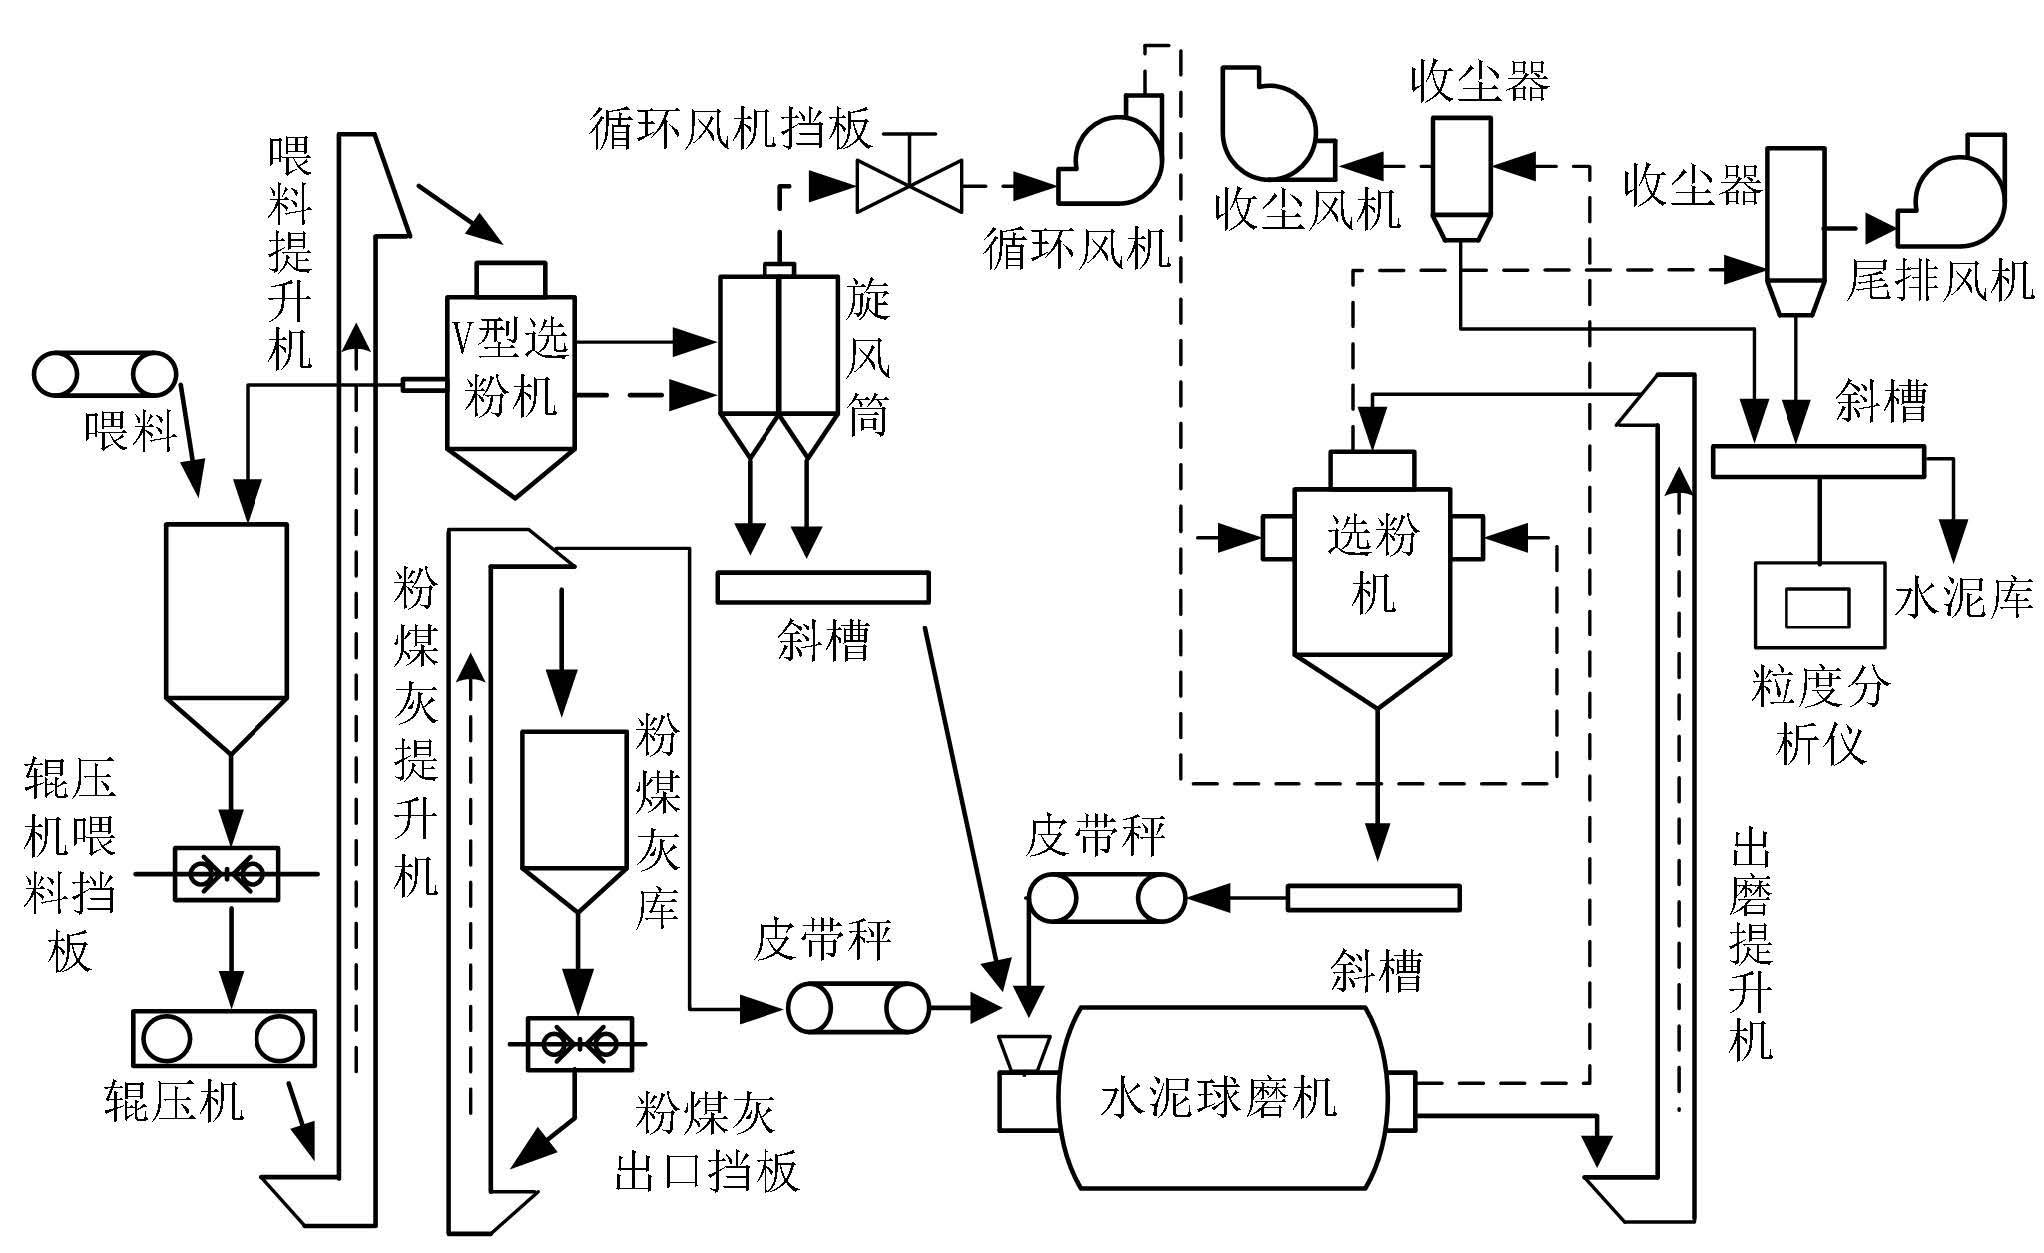 喂料提升机
循环风机挡板
循环风机
收尘风机
收尘器
收尘器
尾排风机
喂料
V型选
粉机
旋风筒
斜槽
水泥库
粒度分
析仪
选粉
机
粉煤灰提升机
斜槽
粉煤灰库
辊压
机喂
料挡
板
皮带秤
皮带秤
斜槽
出磨提升机
辊压机
粉煤灰
出口挡板
水泥球磨机